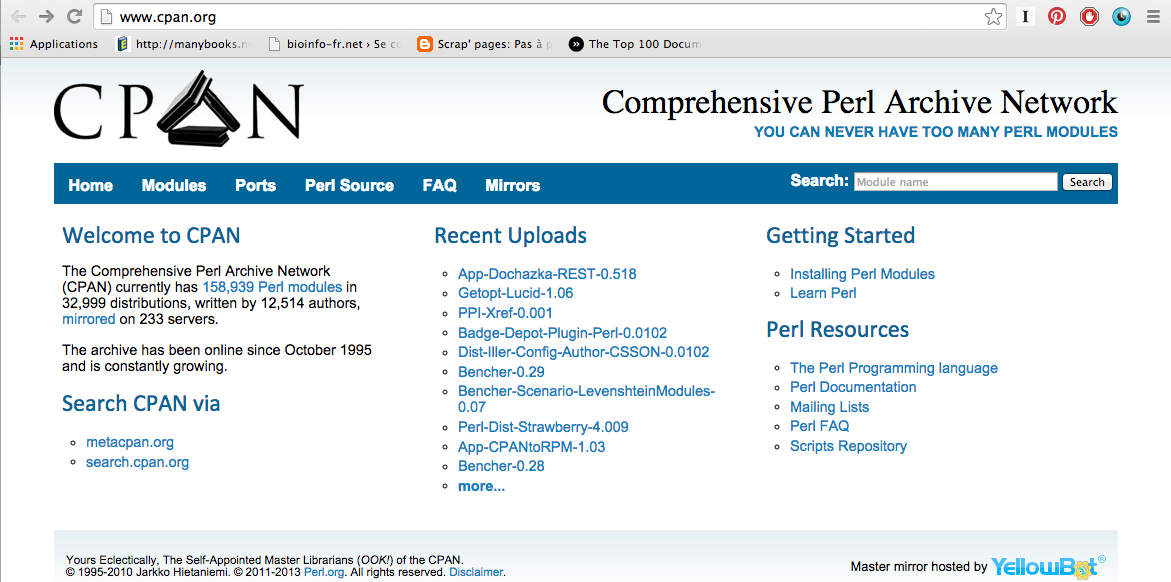 www.cpan.org
Applications
http://manybooks.n
bioinfo-fr.net › Se c
Scrap' pages: Pas à p
The Top 100 Docum
CPAN
Comprehensive Perl Archive Network
YOU CAN NEVER HAVE TOO MANY PERL MODULES
Home Modules Ports Perl Source FAQ Mirrors
Search: Module name Search
Welcome to CPAN
The Comprehensive Perl Archive Network
(CPAN) currently has 158,939 Perl modules in
32,999 distributions, written by 12,514 authors,
mirrored on 233 servers.
The archive has been online since October 1995
and is constantly growing.
Search CPAN via
metacpan.org
search.cpan.org
Recent Uploads
App-Dochazka-REST-0.518
Getopt-Lucid-1.06
PPI-Xref-0.001
Badge-Depot-Plugin-Perl-0.0102
Dist-Iller-Config-Author-CSSON-0.0102
Bencher-0.29
Bencher-Scenario-LevenshteinModules-
0.07
Perl-Dist-Strawberry-4.009
App-CPANtoRPM-1.03
Bencher-0.28
more...
Getting Started
Installing Perl Modules
Learn Perl
Perl Resources
The Perl Programming language
Perl Documentation
Mailing Lists
Perl FAQ
Scripts Repository
Yours Eclectically, The Self-Appointed Master Librarians (OOK!) of the CPAN.
© 1995-2010 Jarkko Hietaniemi. © 2011-2013 Perl.org. All rights reserved. Disclaimer.
Master mirror hosted by YellowBot©